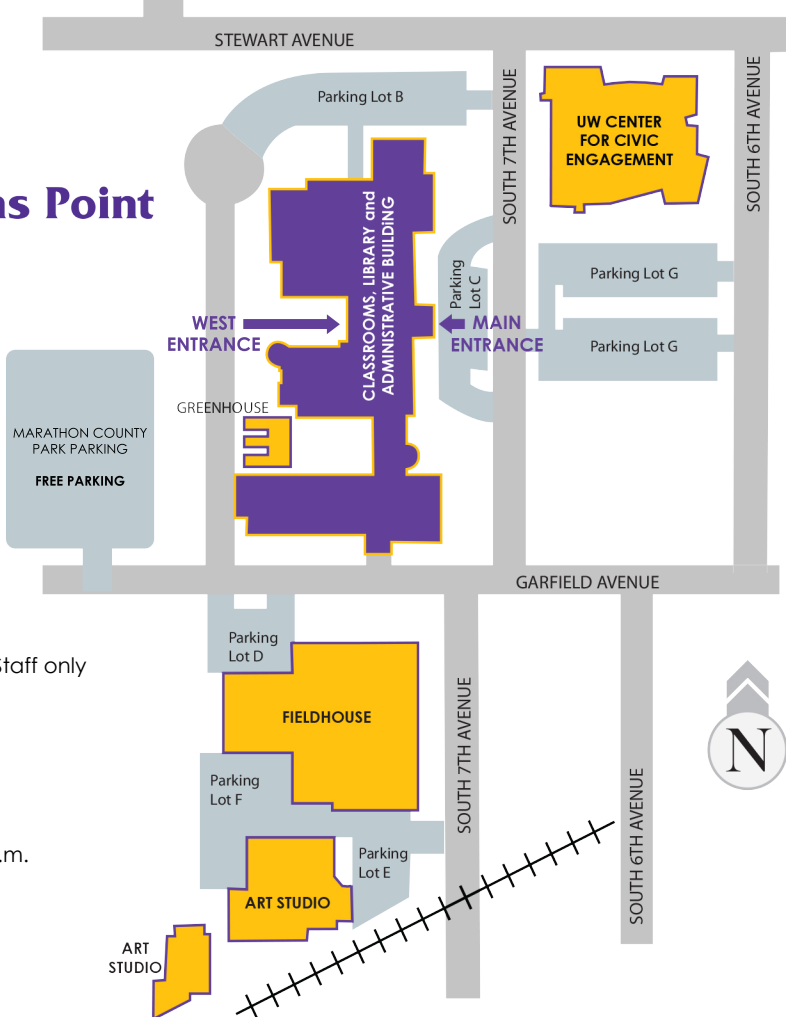 STEWART AVENUE
Parking Lot B
SOUTH 7TH AVENUE
UW CENTER
FOR CIVIC
ENGAGEMENT
SOUTH 6TH AVENUE
ns Point
CLASSROOMS, LIBRARY and
ADMINISTRATIVE BUILDING
Parking
Lot C
Parking Lot G
WEST
ENTRANCE
MAIN
ENTRANCE
Parking Lot G
GREENHOUSE
MARATHON COUNTY
PARK PARKING
FREE PARKING
GARFIELD AVENUE
Parking
Lot D
Staff only
FIELDHOUSE
SOUTH 7TH AVENUE
N
Parking
Lot F
SOUTH 6TH AVENUE
.m.
Parking
Lot E
ART STUDIO
ART
STUDIO